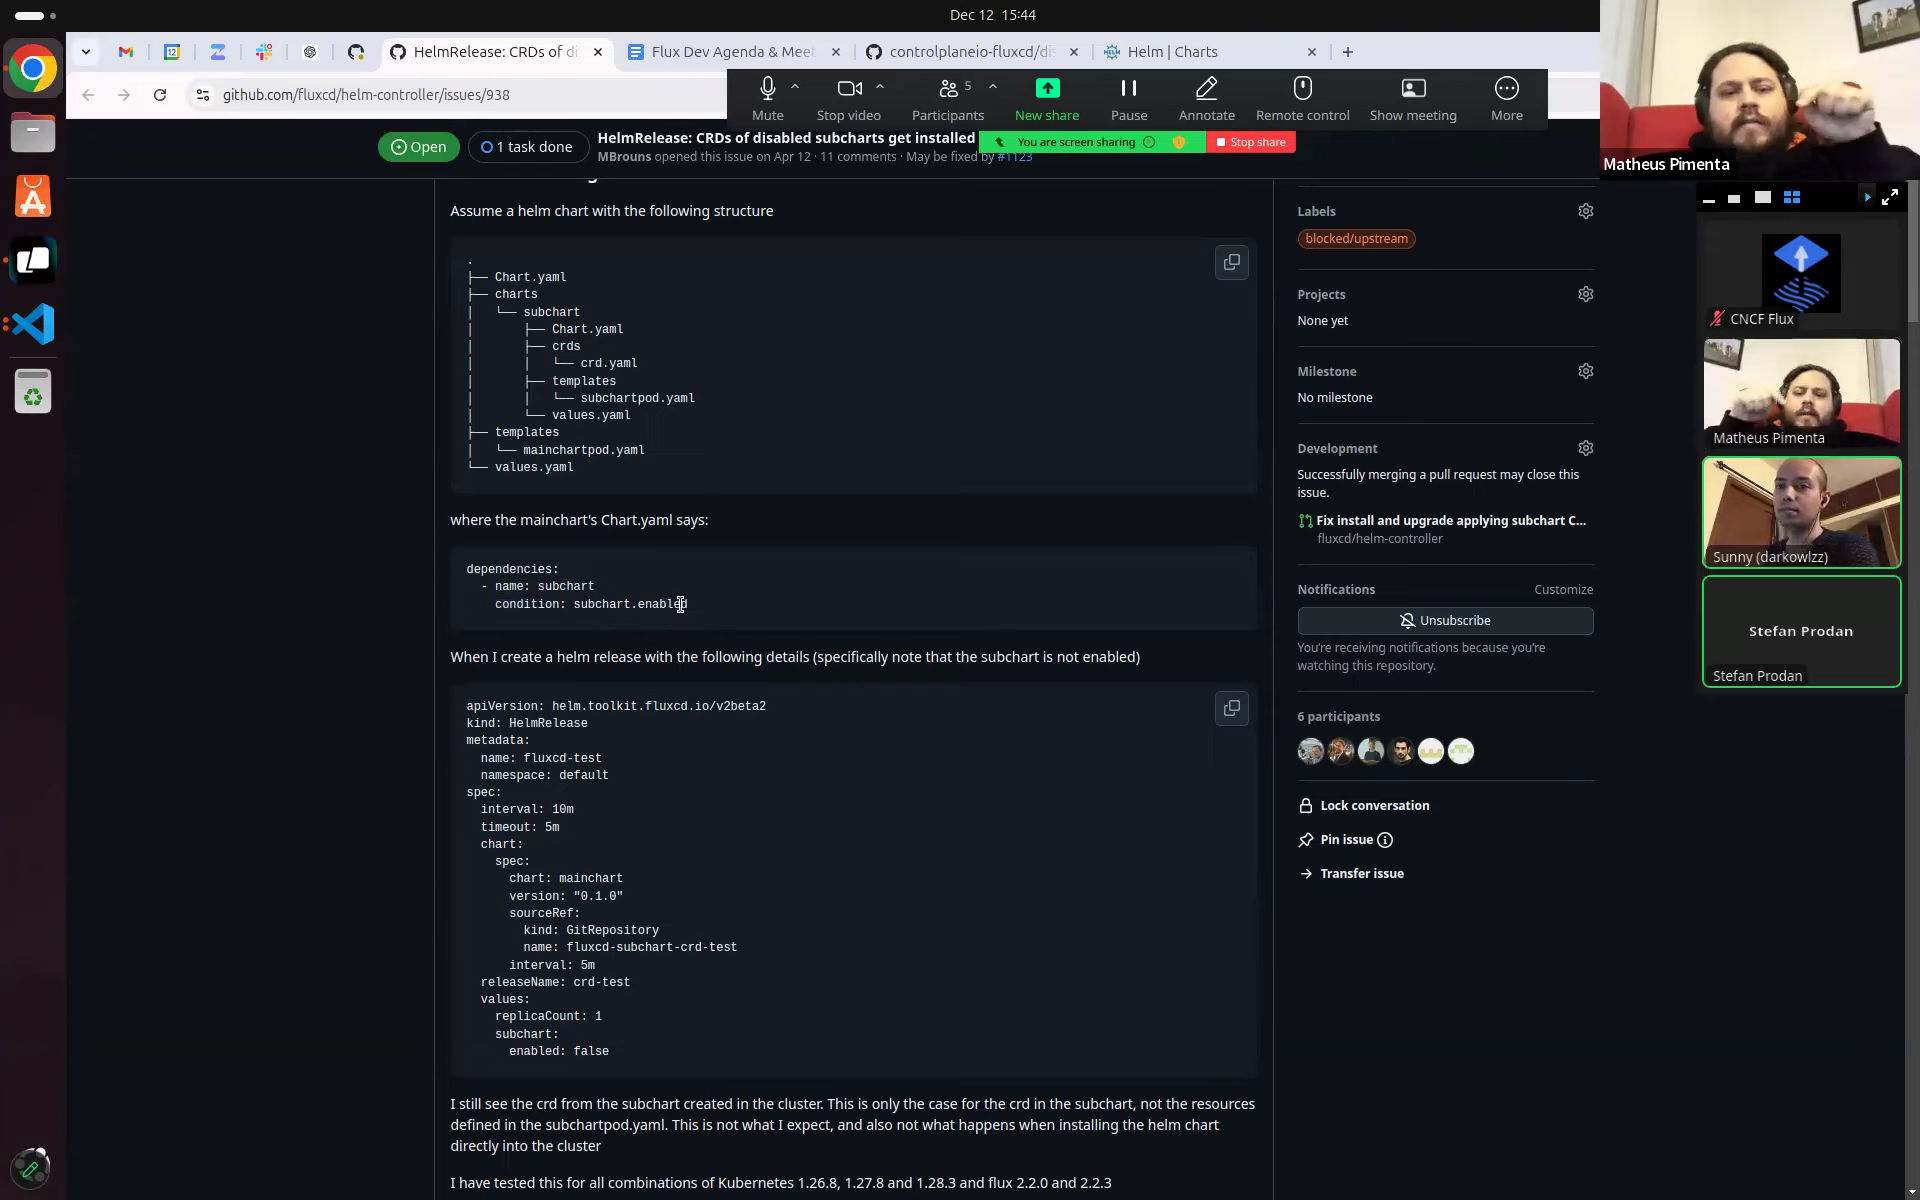 Dec 12 15:44
HelmRelease: CRDs of di
Flux Dev Agenda & Meet
controlplaneio-fluxcd/di
Helm | Charts
github.com/fluxcd/helm-controller/issues/938
Mute
Stop video
Participants
5
New share
Pause
Annotate
Remote control
Show meeting
More
You are screen sharing
Stop share
Open
1 task done
HelmRelease: CRDs of disabled subcharts get installed
MBrouns opened this issue on Apr 12 · 11 comments · May be fixed by #1123
Assume a helm chart with the following structure
.
├── Chart.yaml
├── charts
│   └── subchart
│       ├── Chart.yaml
│       ├── crds
│       │   └── crd.yaml
│       ├── templates
│       │   └── subchartpod.yaml
│       └── values.yaml
├── templates
│   └── mainchartpod.yaml
└── values.yaml
where the mainchart's Chart.yaml says:
dependencies:
  - name: subchart
    condition: subchart.enabled
When I create a helm release with the following details (specifically note that the subchart is not enabled)
apiVersion: helm.toolkit.fluxcd.io/v2beta2
kind: HelmRelease
metadata:
  name: fluxcd-test
  namespace: default
spec:
  interval: 10m
  timeout: 5m
  chart:
    spec:
      chart: mainchart
      version: "0.1.0"
      sourceRef:
        kind: GitRepository
        name: fluxcd-subchart-crd-test
      interval: 5m
  releaseName: crd-test
  values:
    replicaCount: 1
    subchart:
      enabled: false
I still see the crd from the subchart created in the cluster. This is only the case for the crd in the subchart, not the resources
defined in the subchartpod.yaml. This is not what I expect, and also not what happens when installing the helm chart
directly into the cluster
I have tested this for all combinations of Kubernetes 1.26.8, 1.27.8 and 1.28.3 and flux 2.2.0 and 2.2.3
Labels
blocked/upstream
Projects
None yet
Milestone
No milestone
Development
Successfully merging a pull request may close this
issue.
Fix install and upgrade applying subchart C...
fluxcd/helm-controller
Notifications
Customize
Unsubscribe
You're receiving notifications because you're
watching this repository.
6 participants
Lock conversation
Pin issue
Transfer issue
Matheus Pimenta
CNCF Flux
Matheus Pimenta
Sunny (darkowlzz)
Stefan Prodan
Stefan Prodan